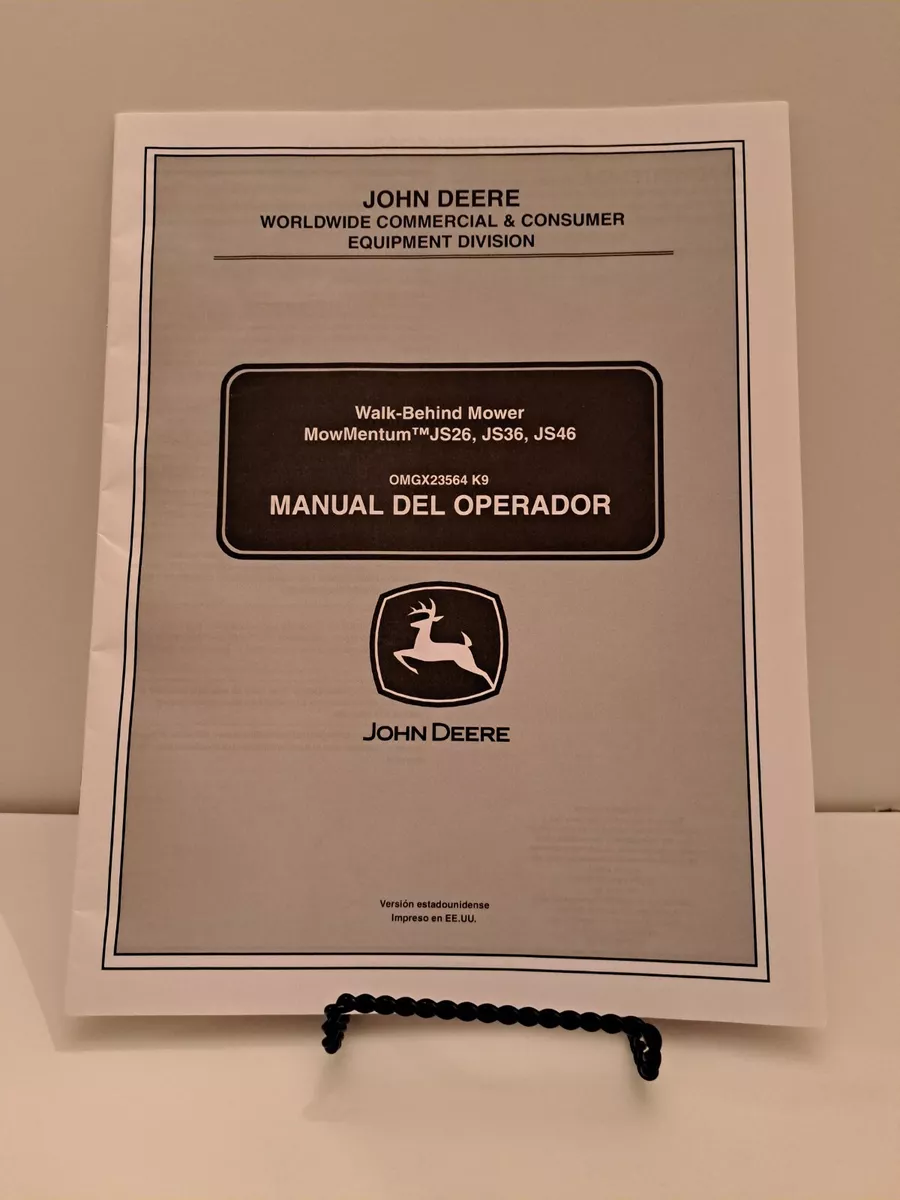 JOHN DEERE
WORLDWIDE COMMERCIAL & CONSUMER
EQUIPMENT DIVISION
Walk-Behind Mower
MowMentum™JS26, JS36, JS46
OMGX23564 K9
MANUAL DEL OPERADOR
JOHN DEERE
Versión estadounidense
Impreso en EE.UU.